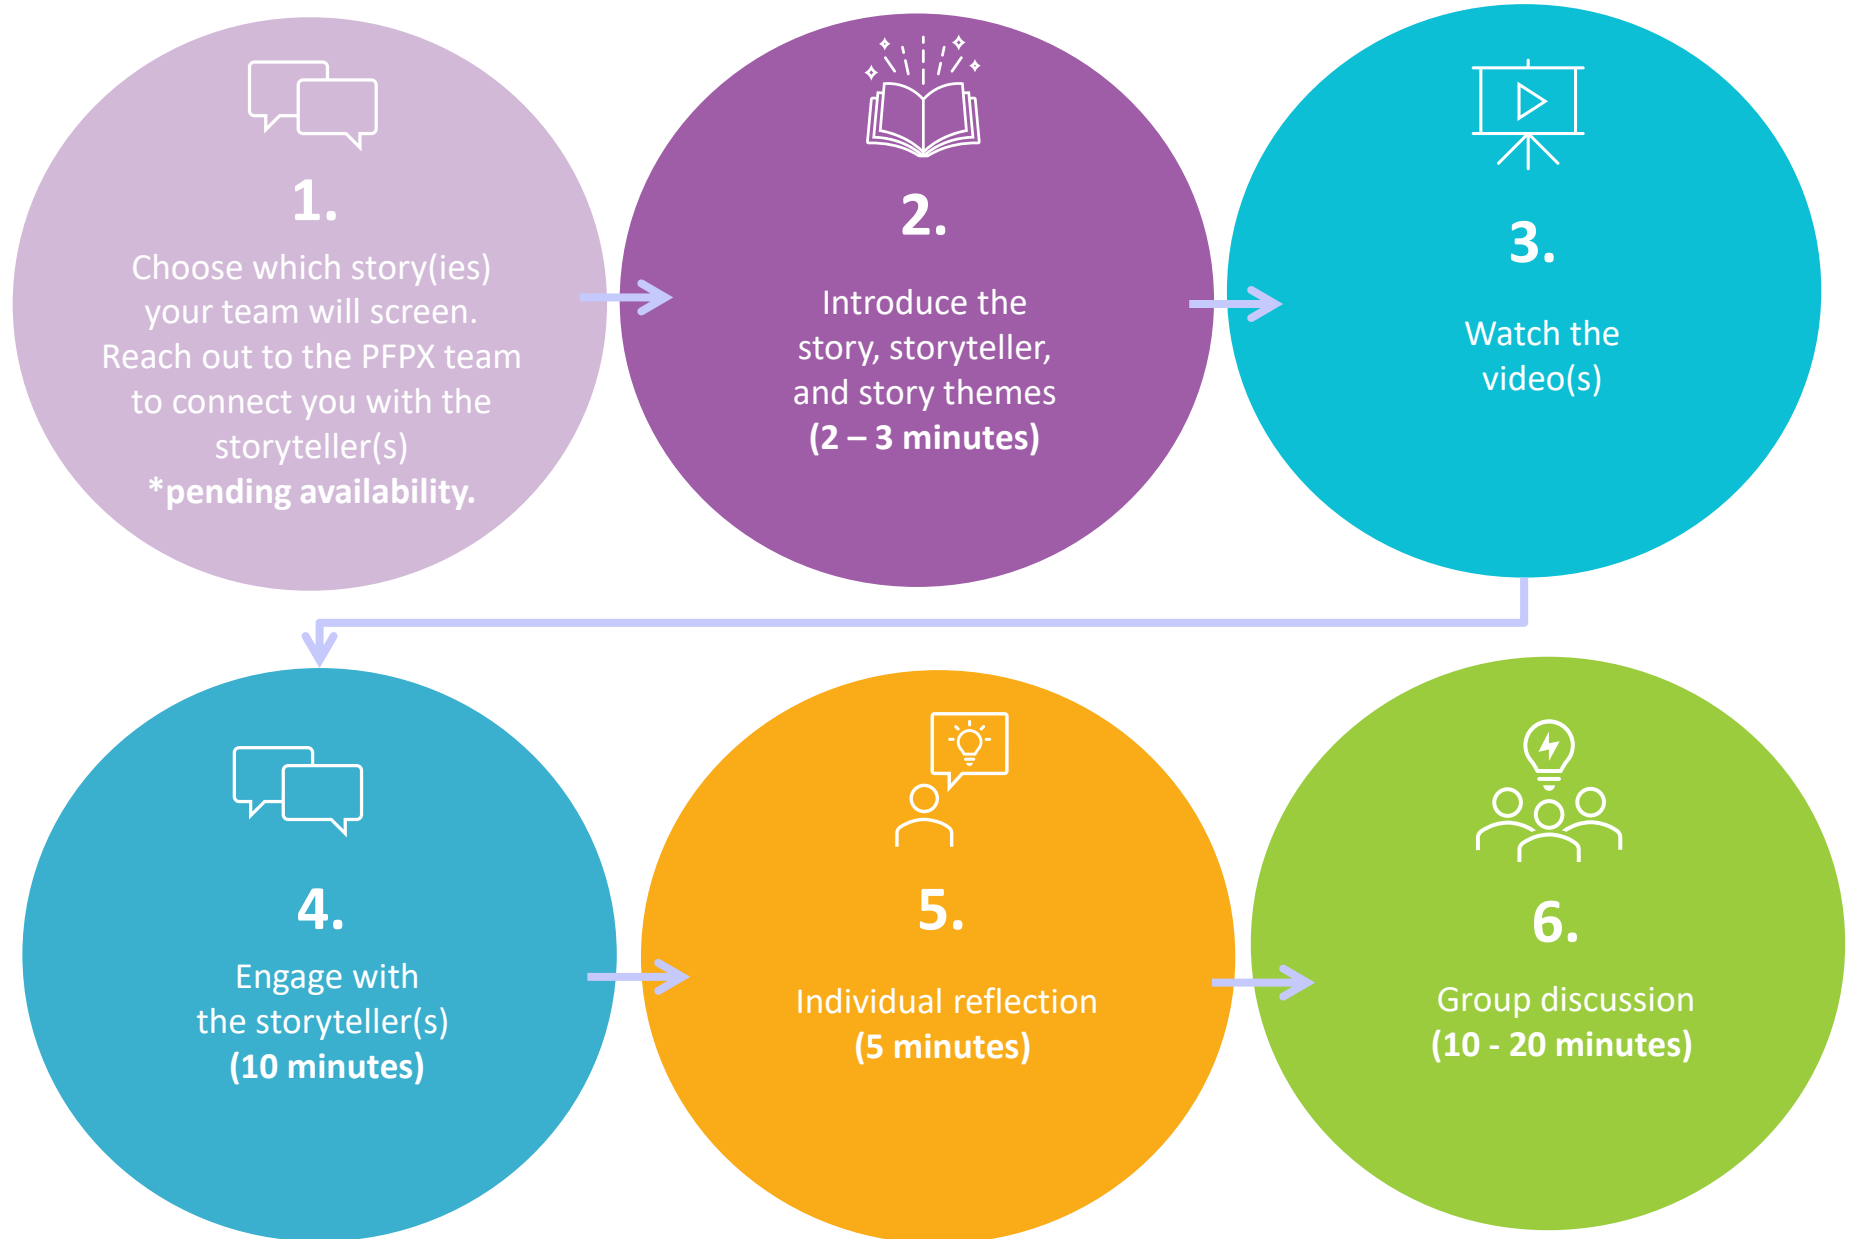 1.
Choose which story(ies)
your team will screen.
Reach out to the PFPX team
to connect you with the
storyteller(s)
*pending availability.
2.
Introduce the
story, storyteller,
and story themes
(2 – 3 minutes)
3.
Watch the
video(s)
4.
Engage with
the storyteller(s)
(10 minutes)
5.
Individual reflection
(5 minutes)
6.
Group discussion
(10 - 20 minutes)